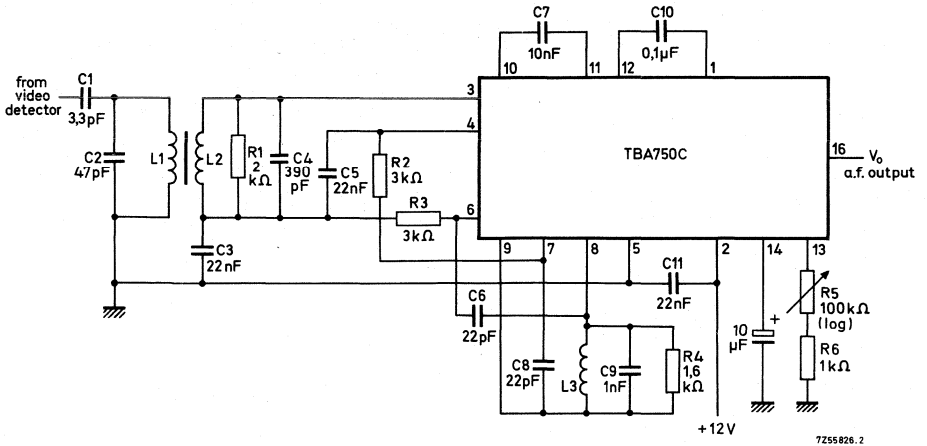 C7
10nF
C10
0,1µF
10
11
12
1
from
video
detector
C1
3,3pF
C2
47pF
L1
L2
R1
2
kΩ
C4
390
pF
C5
22nF
R2
3kΩ
R3
3kΩ
C3
22nF
3
4
6
TBA750C
16
Vo
a.f. output
9
7
8
5
2
14
13
C11
22nF
C6
22pF
C8
22pF
L3
C9
1nF
R4
1,6
kΩ
+
10
µF
R5
100kΩ
(log)
R6
1kΩ
+12V
7Z55826.2